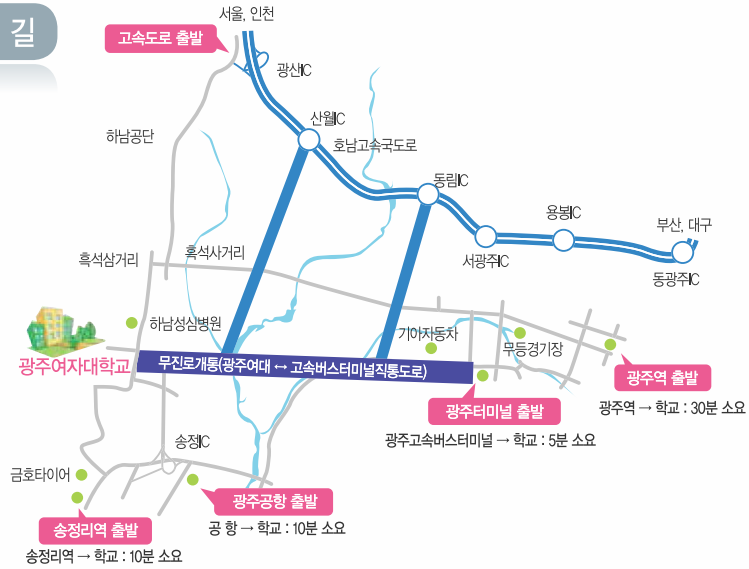 길
서울, 인천
고속도로 출발
광산IC
산월IC
하남공단
호남고속국도로
동림IC
용봉IC
부산, 대구
흑석사거리
흑석삼거리
서광주IC
동광주IC
하남성심병원
기아자동차
무등경기장
광주여자대학교
무진로개통(광주여대 ↔ 고속버스터미널직통도로)
광주역 출발
광주역 → 학교 : 30분 소요
광주터미널 출발
광주고속버스터미널 → 학교 : 5분 소요
송정IC
금호타이어
광주공항 출발
공 항 → 학교 : 10분 소요
송정리역 출발
송정리역 → 학교 : 10분 소요